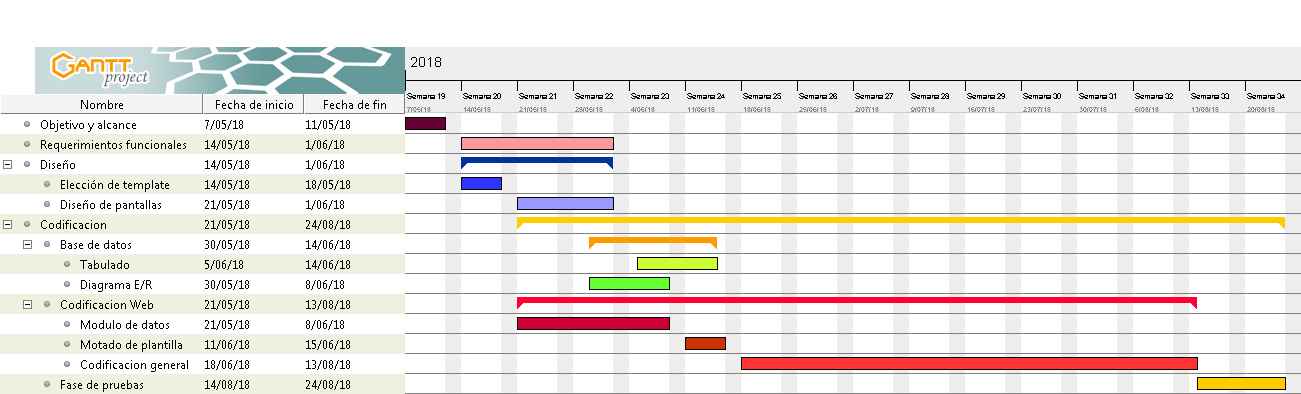 GANTT
project
2018
Semana 19 Semana 20 Semana 21 Semana 22 Semana 23 Semana 24 Semana 25 Semana 26 Semana 27 Semana 28 Semana 29 Semana 30 Semana 31 Semana 32 Semana 33 Semana 34
Nombre Fecha de inicio Fecha de fin 7/05/18 14/05/18 21/05/18 28/05/18 4/06/18 11/06/18 18/06/18 25/06/18 2/07/18 9/07/18 16/07/18 23/07/18 30/07/18 6/08/18 13/08/18 20/08/18
Objetivo y alcance 7/05/18 11/05/18
Requerimientos funcionales 14/05/18 1/06/18
Diseño 14/05/18 1/06/18
Elección de template 14/05/18 18/05/18
Diseño de pantallas 21/05/18 1/06/18
Codificacion 21/05/18 24/08/18
Base de datos 30/05/18 14/06/18
Tabulado 5/06/18 14/06/18
Diagrama E/R 30/05/18 8/06/18
Codificacion Web 21/05/18 13/08/18
Modulo de datos 21/05/18 8/06/18
Motado de plantilla 11/06/18 15/06/18
Codificacion general 18/06/18 13/08/18
Fase de pruebas 14/08/18 24/08/18